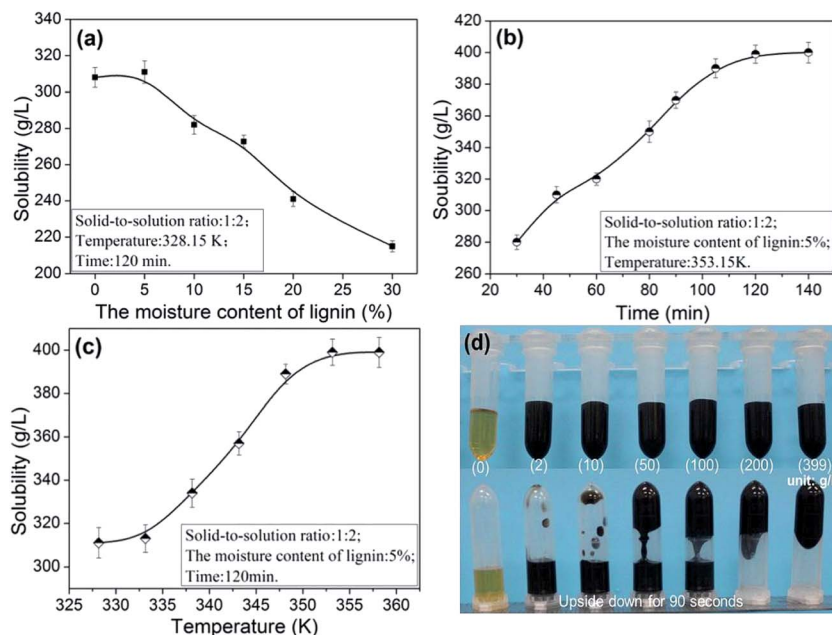 (a)
340
320
300
280
260
240
220
200
Solubility (g/L)
Solid-to-solution ratio:1:2;
Temperature:328.15 K;
Time:120 min.
0 5 10 15 20 25 30
The moisture content of lignin (%)
(b)
420
400
380
360
340
320
300
280
260
Solubility (g/L)
Solid-to-solution ratio:1:2;
The moisture content of lignin:5%;
Temperature:353.15K.
20 40 60 80 100 120 140
Time (min)
(c)
400
380
360
340
320
300
Solubility (g/L)
Solid-to-solution ratio:1:2;
The moisture content of lignin:5%;
Time:120min.
325 330 335 340 345 350 355 360
Temperature (K)
(d)
(0) (2) (10) (50) (100) (200) (399)
unit: g/
Upside down for 90 seconds